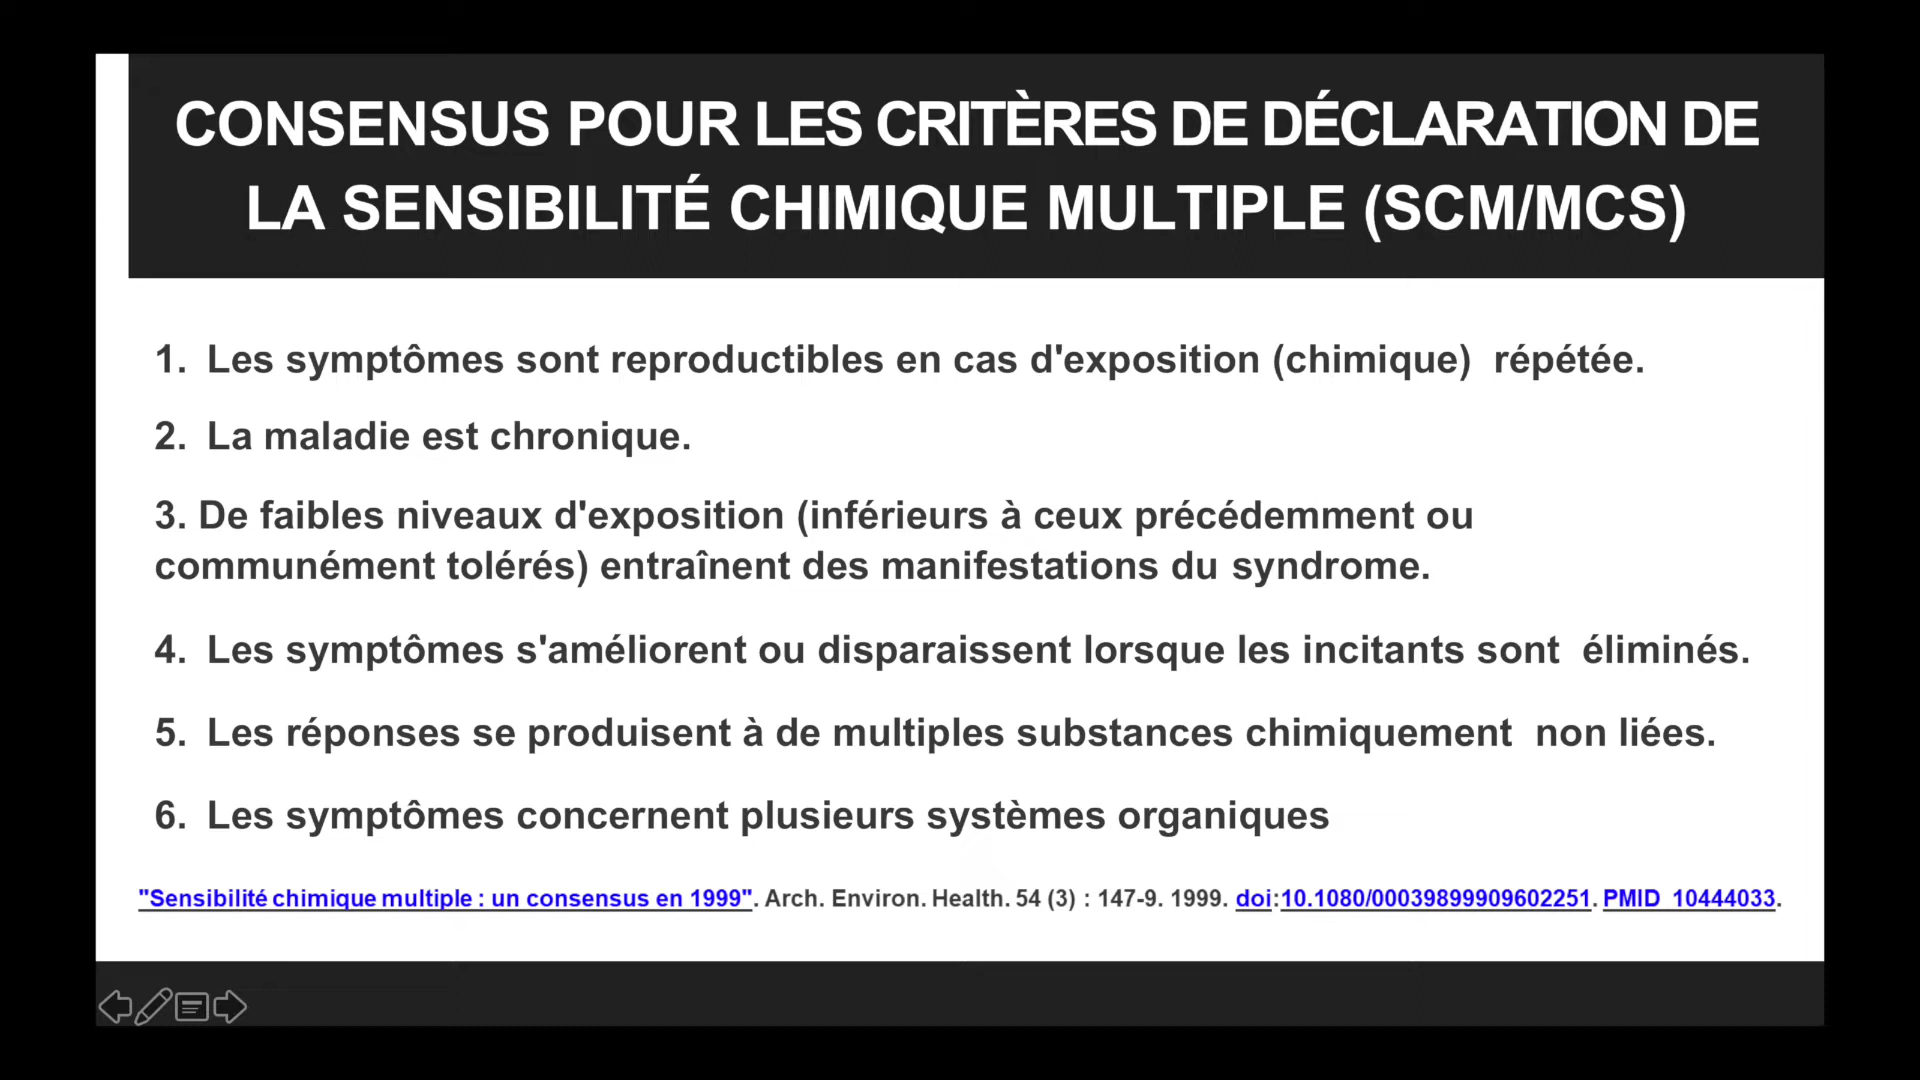 CONSENSUS POUR LES CRITÈRES DE DÉCLARATION DE
LA SENSIBILITÉ CHIMIQUE MULTIPLE (SCM/MCS)
1. Les symptômes sont reproductibles en cas d'exposition (chimique) répétée.
2. La maladie est chronique.
3. De faibles niveaux d'exposition (inférieurs à ceux précédemment ou
communément tolérés) entraînent des manifestations du syndrome.
4. Les symptômes s'améliorent ou disparaissent lorsque les incitants sont éliminés.
5. Les réponses se produisent à de multiples substances chimiquement non liées.
6. Les symptômes concernent plusieurs systèmes organiques
"Sensibilité chimique multiple : un consensus en 1999". Arch. Environ. Health. 54 (3) : 147-9. 1999. doi:10.1080/00039899909602251. PMID 10444033.